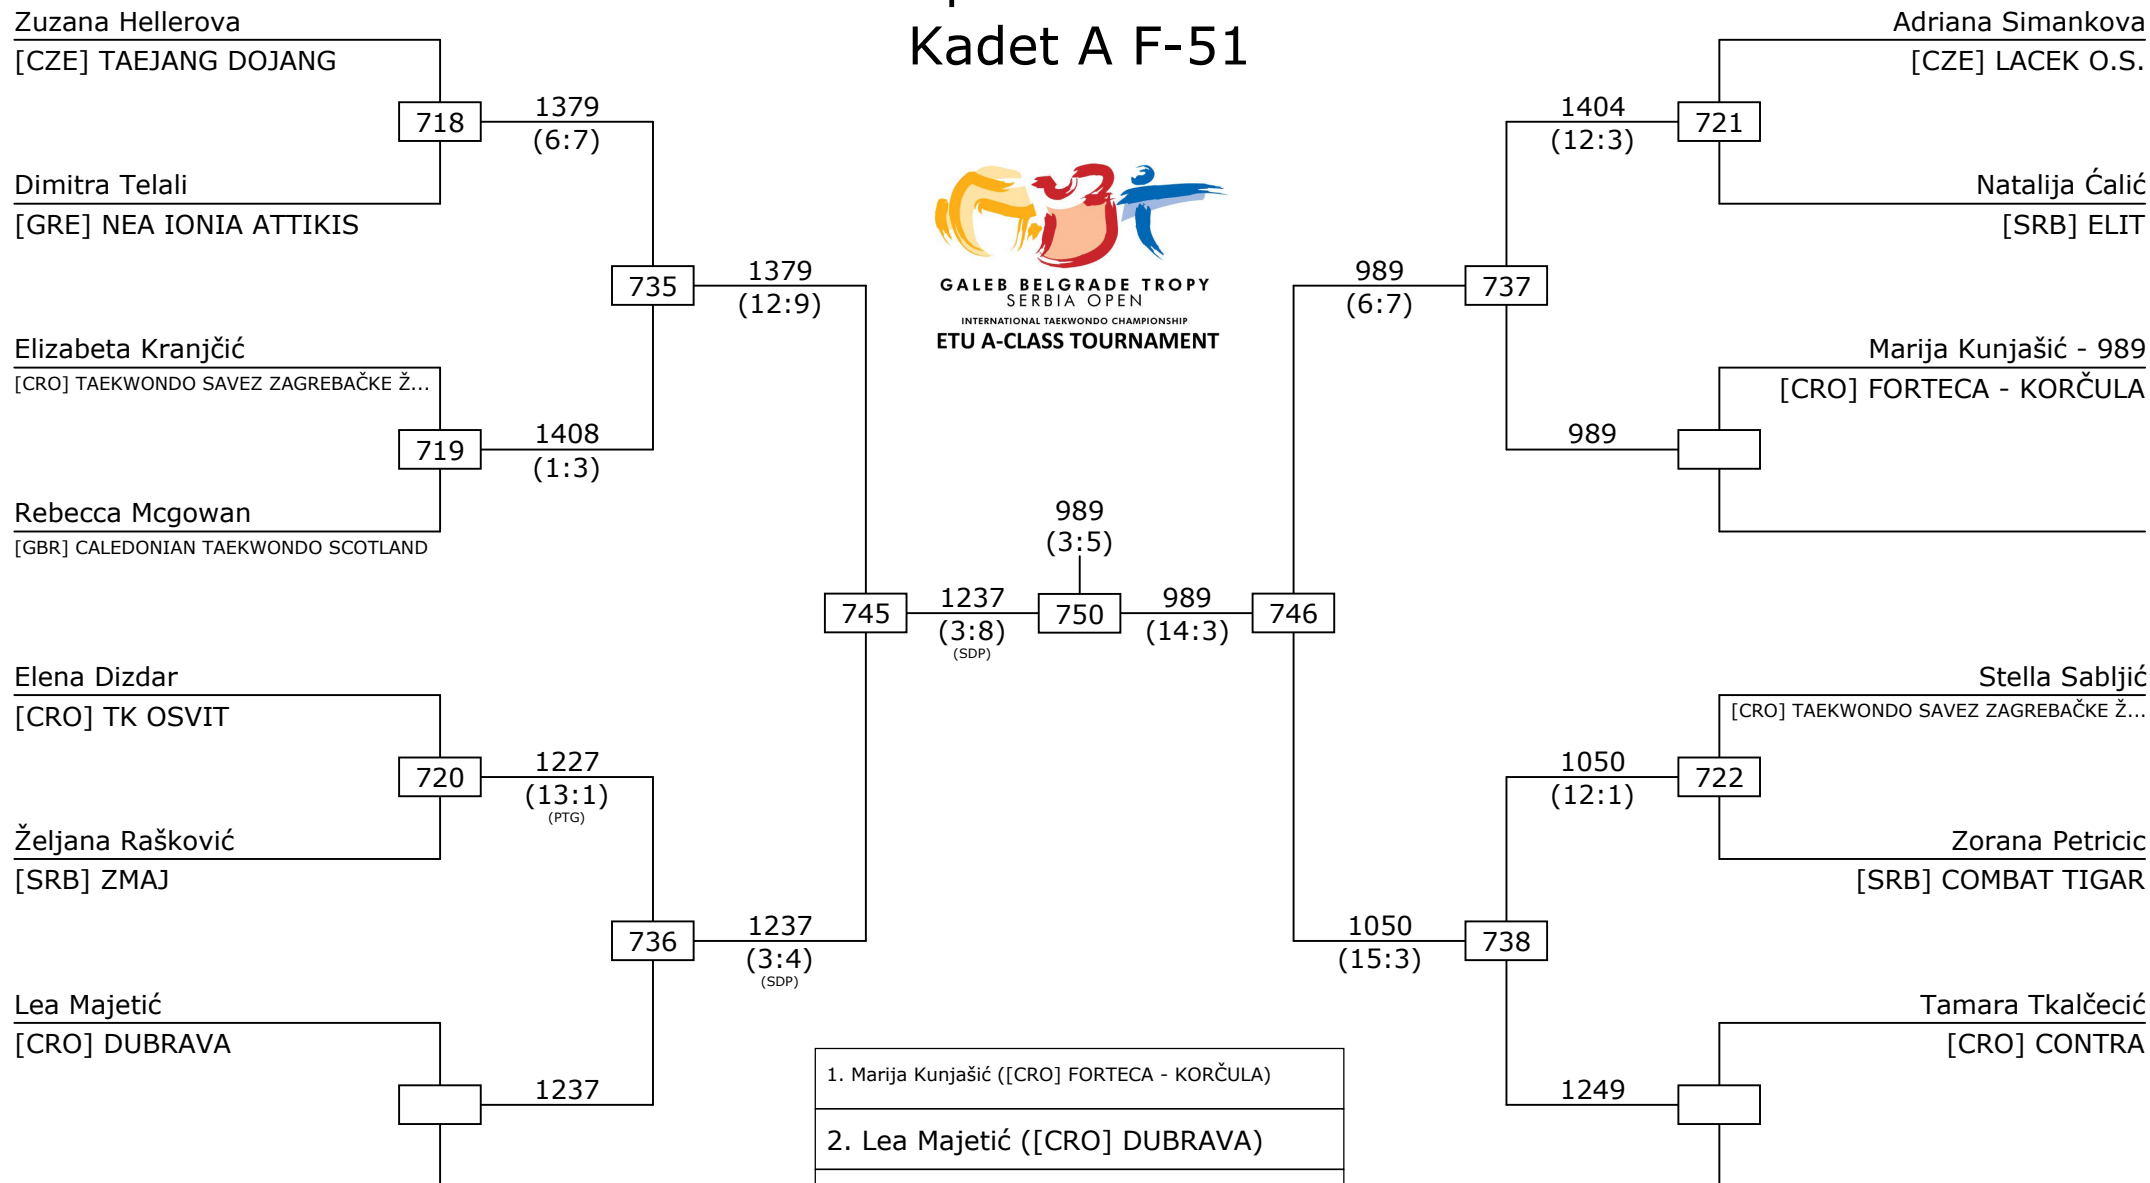 Kadet A F-51
Zuzana Hellerova
[CZE] TAEJANG DOJANG
718
1379
(6:7)
Dimitra Telali
[GRE] NEA IONIA ATTIKIS
735
1379
(12:9)
Elizabeta Kranjčić
[CRO] TAEKWONDO SAVEZ ZAGREBAČKE Ž...
719
1408
(1:3)
Rebecca Mcgowan
[GBR] CALEDONIAN TAEKWONDO SCOTLAND
745
1237
(3:8)
(SDP)
Elena Dizdar
[CRO] TK OSVIT
720
1227
(13:1)
(PTG)
Željana Rašković
[SRB] ZMAJ
736
1237
(3:4)
(SDP)
Lea Majetić
[CRO] DUBRAVA
1237
GALEB BELGRADE TROPY
SERBIA OPEN
INTERNATIONAL TAEKWONDO CHAMPIONSHIP
ETU A-CLASS TOURNAMENT
989
(3:5)
750
989
(14:3)
746
Adriana Simankova
[CZE] LACEK O.S.
1404
(12:3)
721
Natalija Ćalić
[SRB] ELIT
989
(6:7)
737
Marija Kunjašić - 989
[CRO] FORTECA - KORČULA
989
Stella Sabljić
[CRO] TAEKWONDO SAVEZ ZAGREBAČKE Ž...
1050
(12:1)
722
Zorana Petricic
[SRB] COMBAT TIGAR
1050
(15:3)
738
Tamara Tkalčecić
[CRO] CONTRA
1249
1. Marija Kunjašić ([CRO] FORTECA - KORČULA)
2. Lea Majetić ([CRO] DUBRAVA)